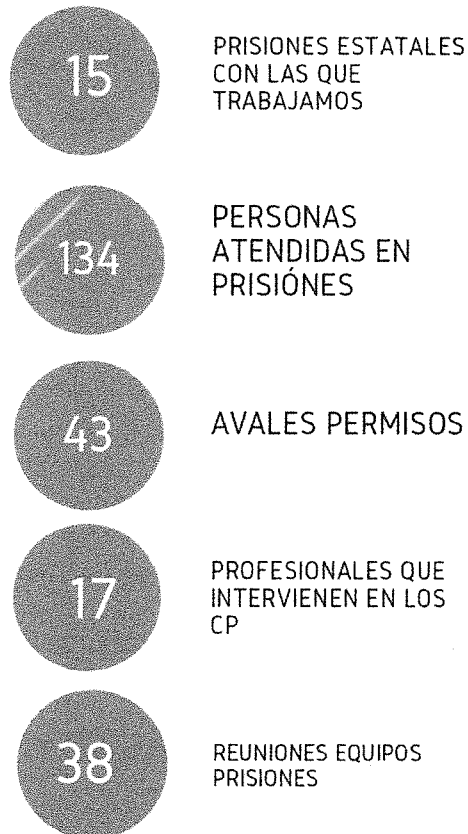 15
PRISIONES ESTATALES
CON LAS QUE
TRABAJAMOS
134
PERSONAS
ATENDIDAS EN
PRISIÓNES
43
AVALES PERMISOS
17
PROFESIONALES QUE
INTERVIENEN EN LOS
CP
38
REUNIONES EQUIPOS
PRISIONES